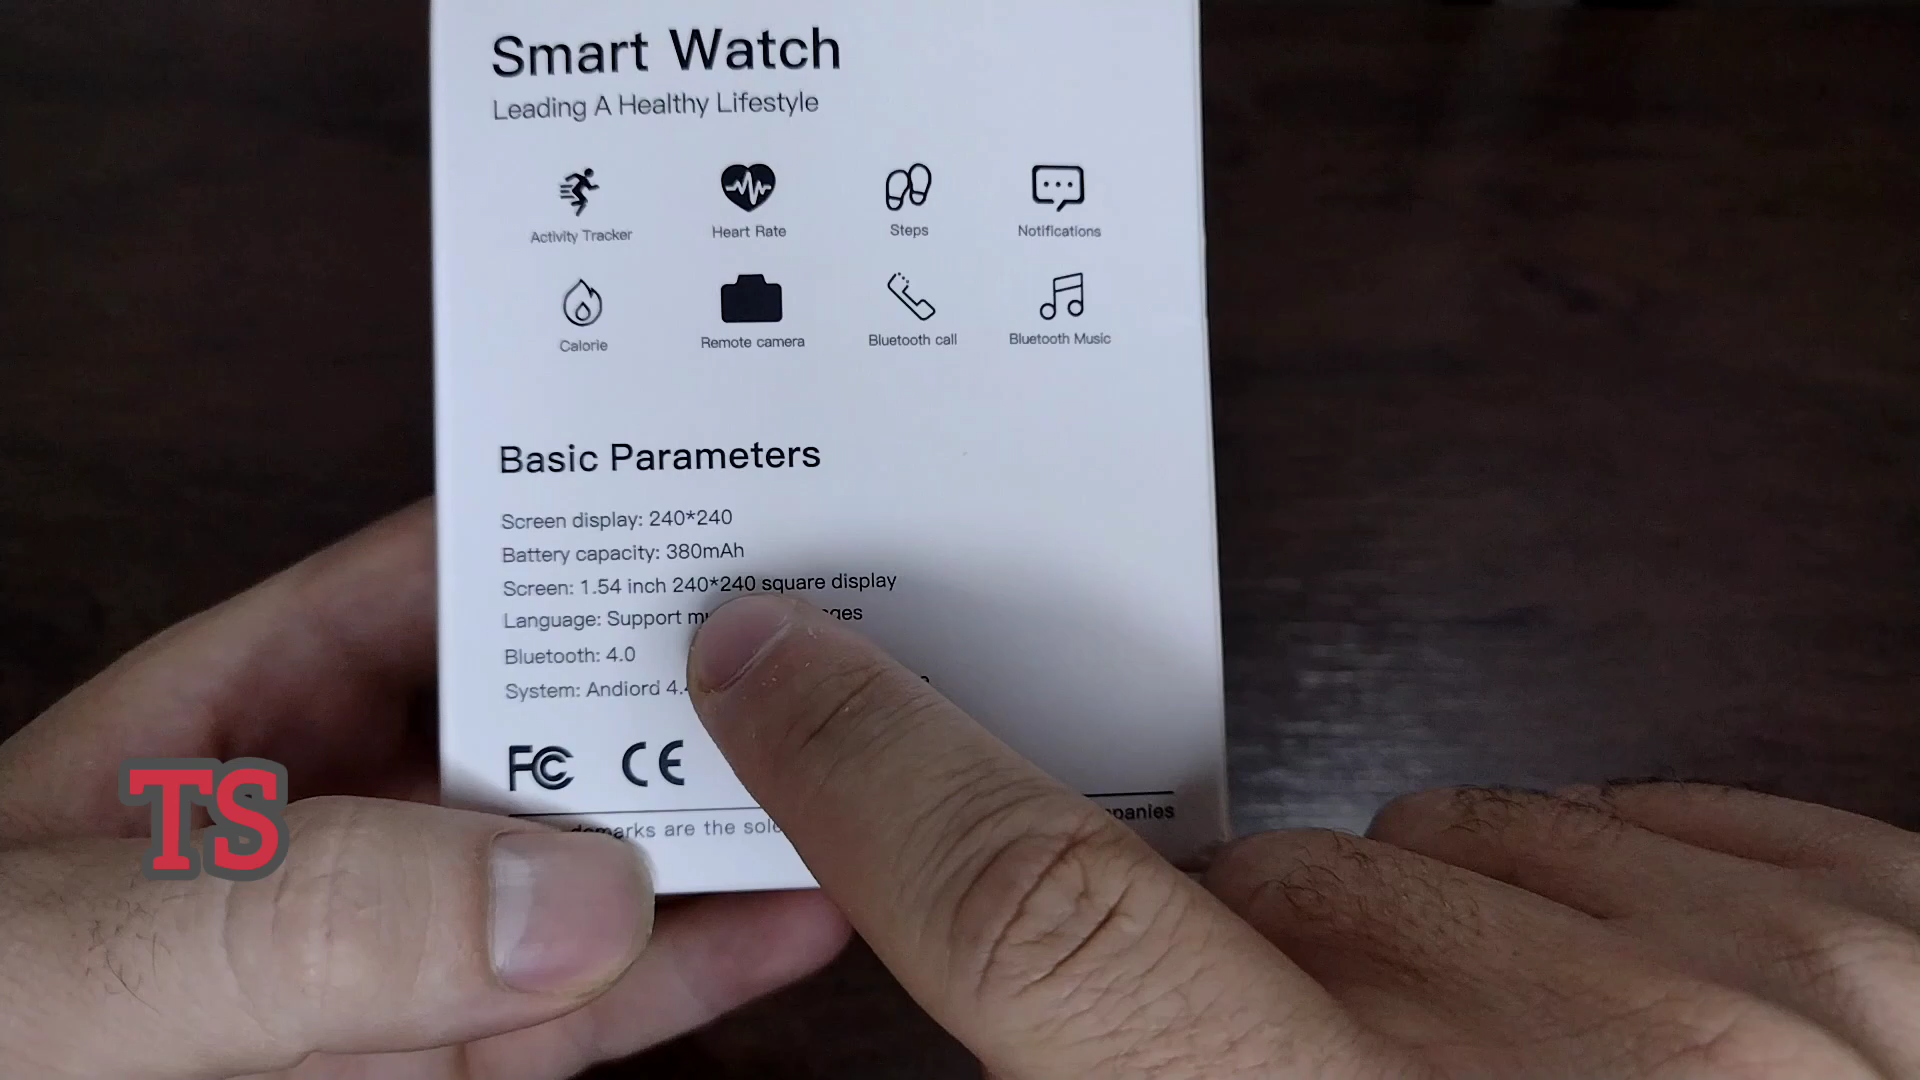 Smart Watch
Leading A Healthy Lifestyle
Activity Tracker
Heart Rate
Steps
Notifications
Calorie
Remote camera
Bluetooth call
Bluetooth Music
Basic Parameters
Screen display: 240*240
Battery capacity: 380mAh
Screen: 1.54 inch 240*240 square display
Language: Support
Bluetooth: 4.0
System: Andiord
FC CE
are the
TS